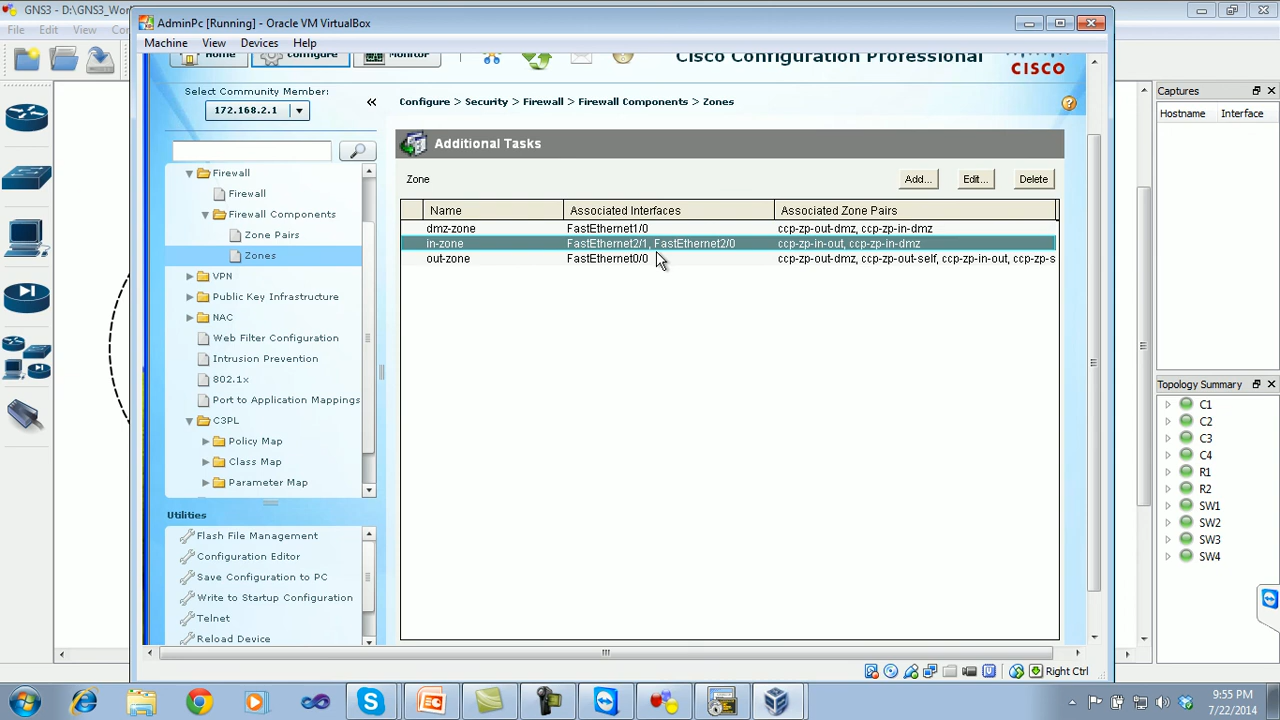 GNS3 - D:\GNS3_Wor
AdminPc [Running] - Oracle VM VirtualBox
File Edit View Co
Machine View Devices Help
Home Configure Monitor
Cisco Configuration Professional
CISCO
Select Community Member
172.168.2.1
Configure > Security > Firewall > Firewall Components > Zones
Additional Tasks
Zone
Add... Edit... Delete
Name Associated Interfaces Associated Zone Pairs
dmz-zone FastEthernet1/0 ccp-zp-out-dmz, ccp-zp-in-dmz
in-zone FastEthernet2/1, FastEthernet2/0 ccp-zp-in-out, ccp-zp-in-dmz
out-zone FastEthernet0/0 ccp-zp-out-dmz, ccp-zp-out-self, ccp-zp-in-out, ccp-zp-s
Firewall
Firewall
Firewall Components
Zone Pairs
Zones
VPN
Public Key Infrastructure
NAC
Web Filter Configuration
Intrusion Prevention
802.1x
Port to Application Mappings
C3PL
Policy Map
Class Map
Parameter Map
Utilities
Flash File Management
Configuration Editor
Save Configuration to PC
Write to Startup Configuration
Telnet
Reload Device
Right Ctrl
Captures
Hostname Interface
Topology Summary
C1
C2
C3
C4
R1
R2
SW1
SW2
SW3
SW4
9:55 PM
7/22/2014